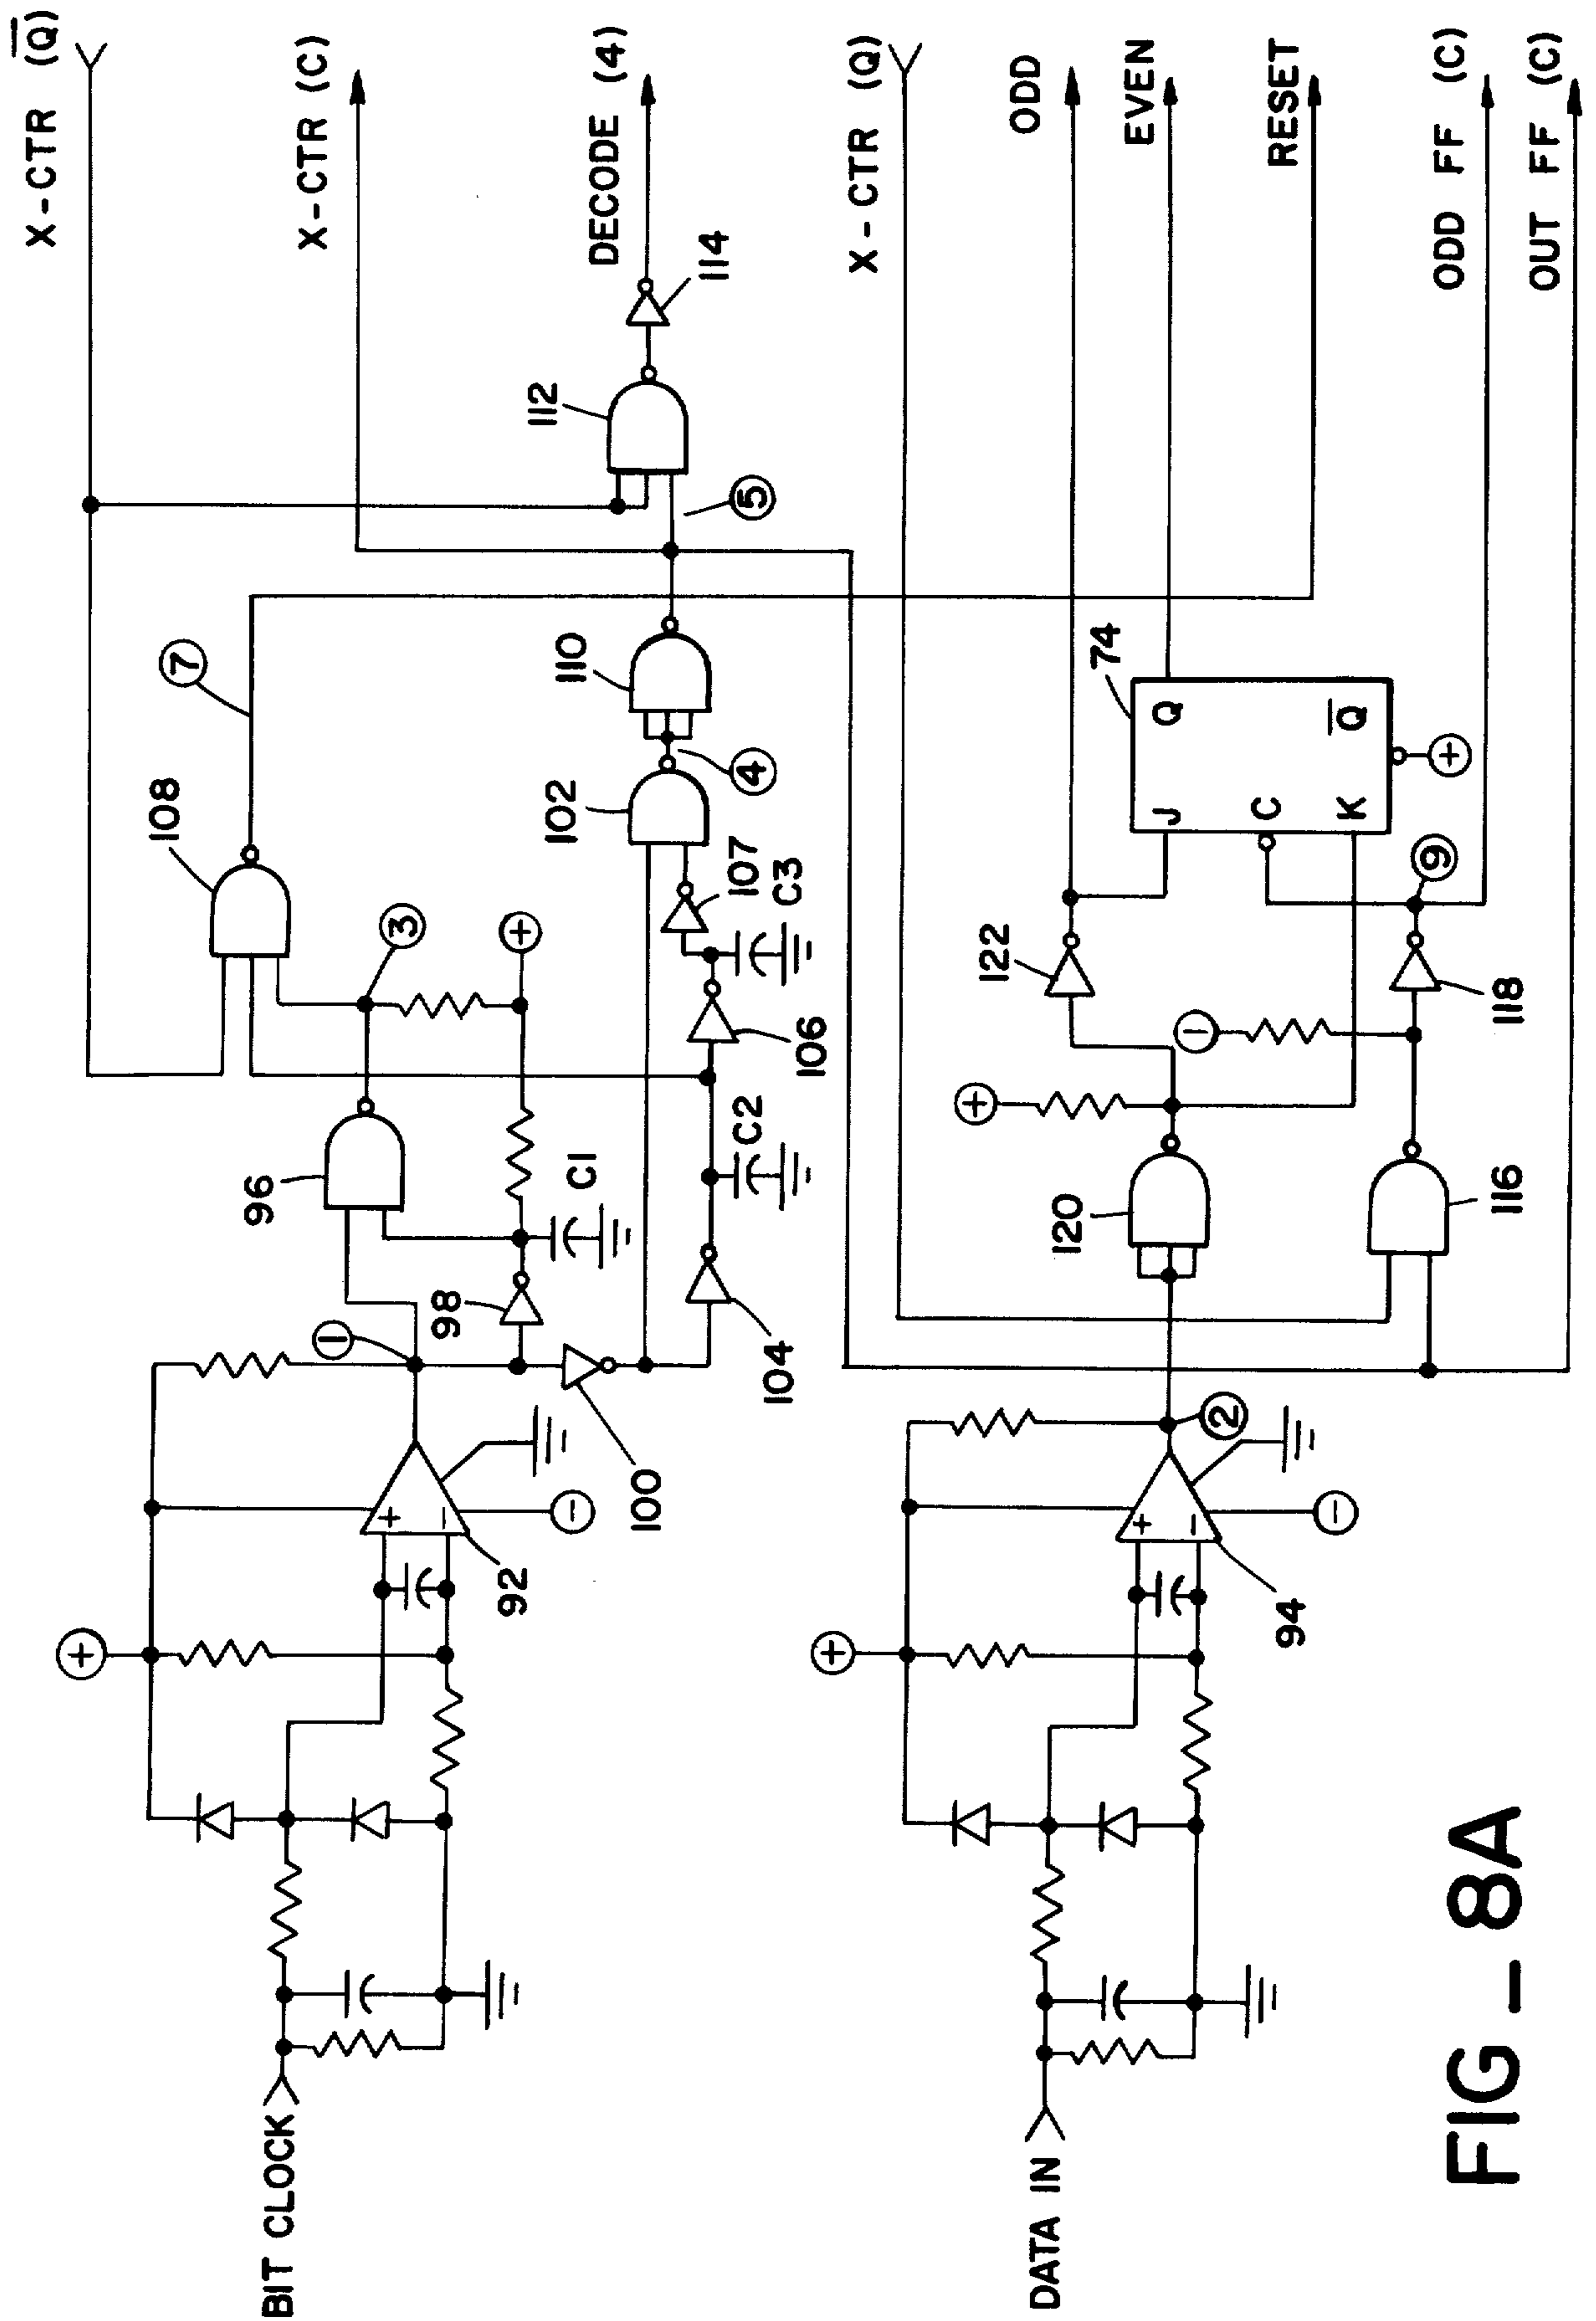 X-CTR (Q̅)
X-CTR (C)
DECODE (4)
X-CTR (Q)
ODD
EVEN
RESET
ODD FF (C)
OUT FF (C)
BIT CLOCK
+
+
−
92
−
1
96
98
C1
100
104
C2
3
+
106
107
C3
108
7
102
4
110
5
112
114
DATA IN
+
+
−
94
−
2
120
116
+
−
122
118
9
74
J
Q
C
K
Q̅
+
FIG – 8A